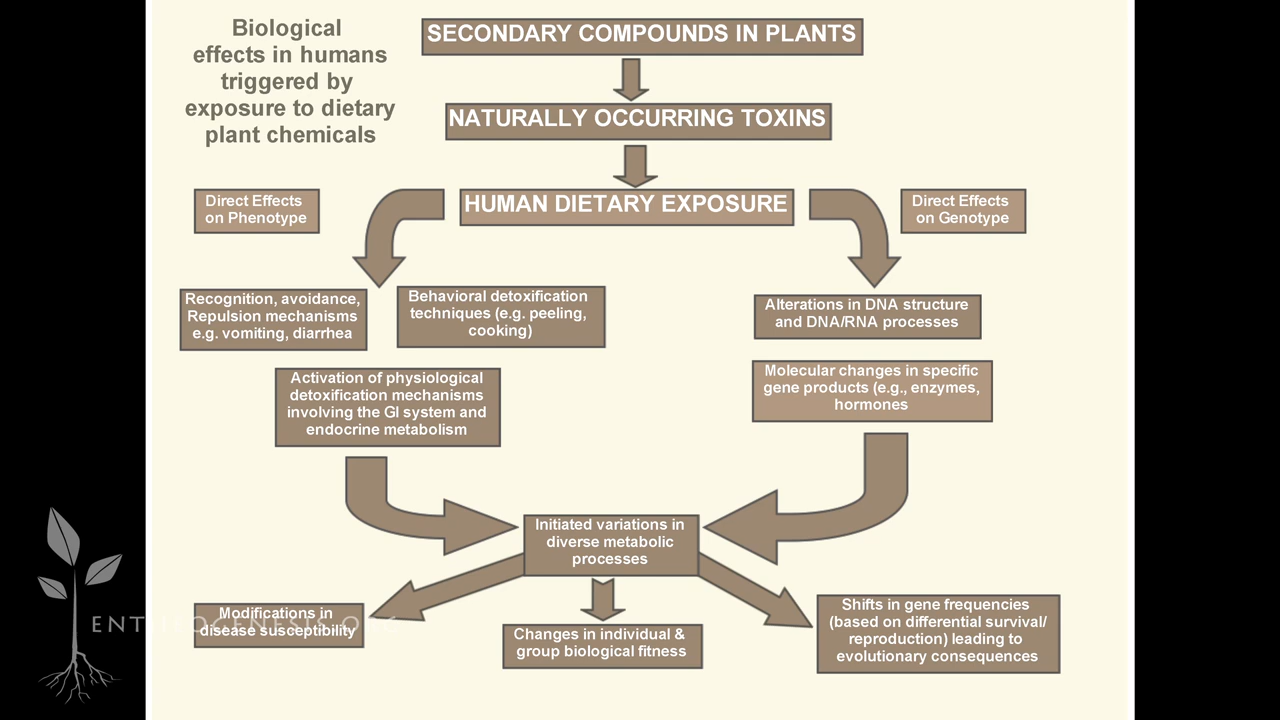 Biological
effects in humans
triggered by
exposure to dietary
plant chemicals
SECONDARY COMPOUNDS IN PLANTS
NATURALLY OCCURRING TOXINS
HUMAN DIETARY EXPOSURE
Direct Effects
on Phenotype
Direct Effects
on Genotype
Recognition, avoidance,
Repulsion mechanisms
e.g. vomiting, diarrhea
Behavioral detoxification
techniques (e.g. peeling,
cooking)
Alterations in DNA structure
and DNA/RNA processes
Activation of physiological
detoxification mechanisms
involving the GI system and
endocrine metabolism
Molecular changes in specific
gene products (e.g., enzymes,
hormones
Initiated variations in
diverse metabolic
processes
Modifications in
disease susceptibility
Changes in individual &
group biological fitness
Shifts in gene frequencies
(based on differential survival/
reproduction) leading to
evolutionary consequences